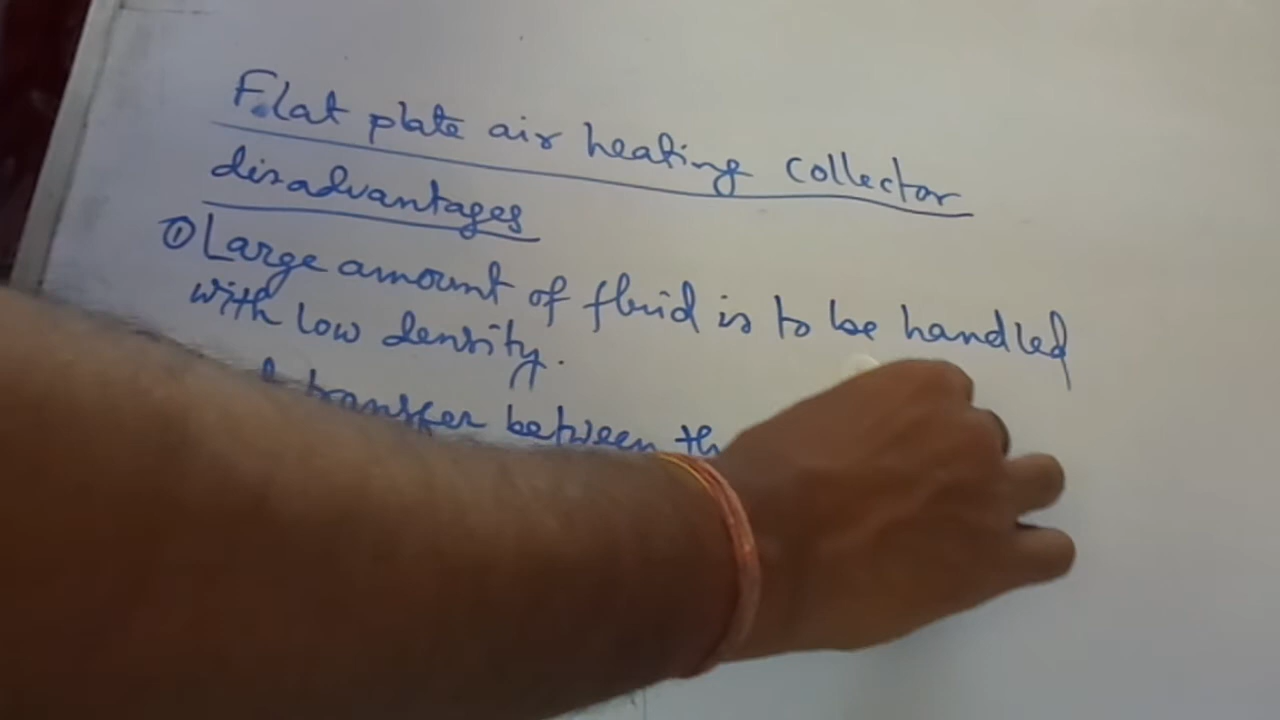 Flat plate air heating collector
disadvantages
① Large amount of fluid is to be handled
with low density.
transfer between